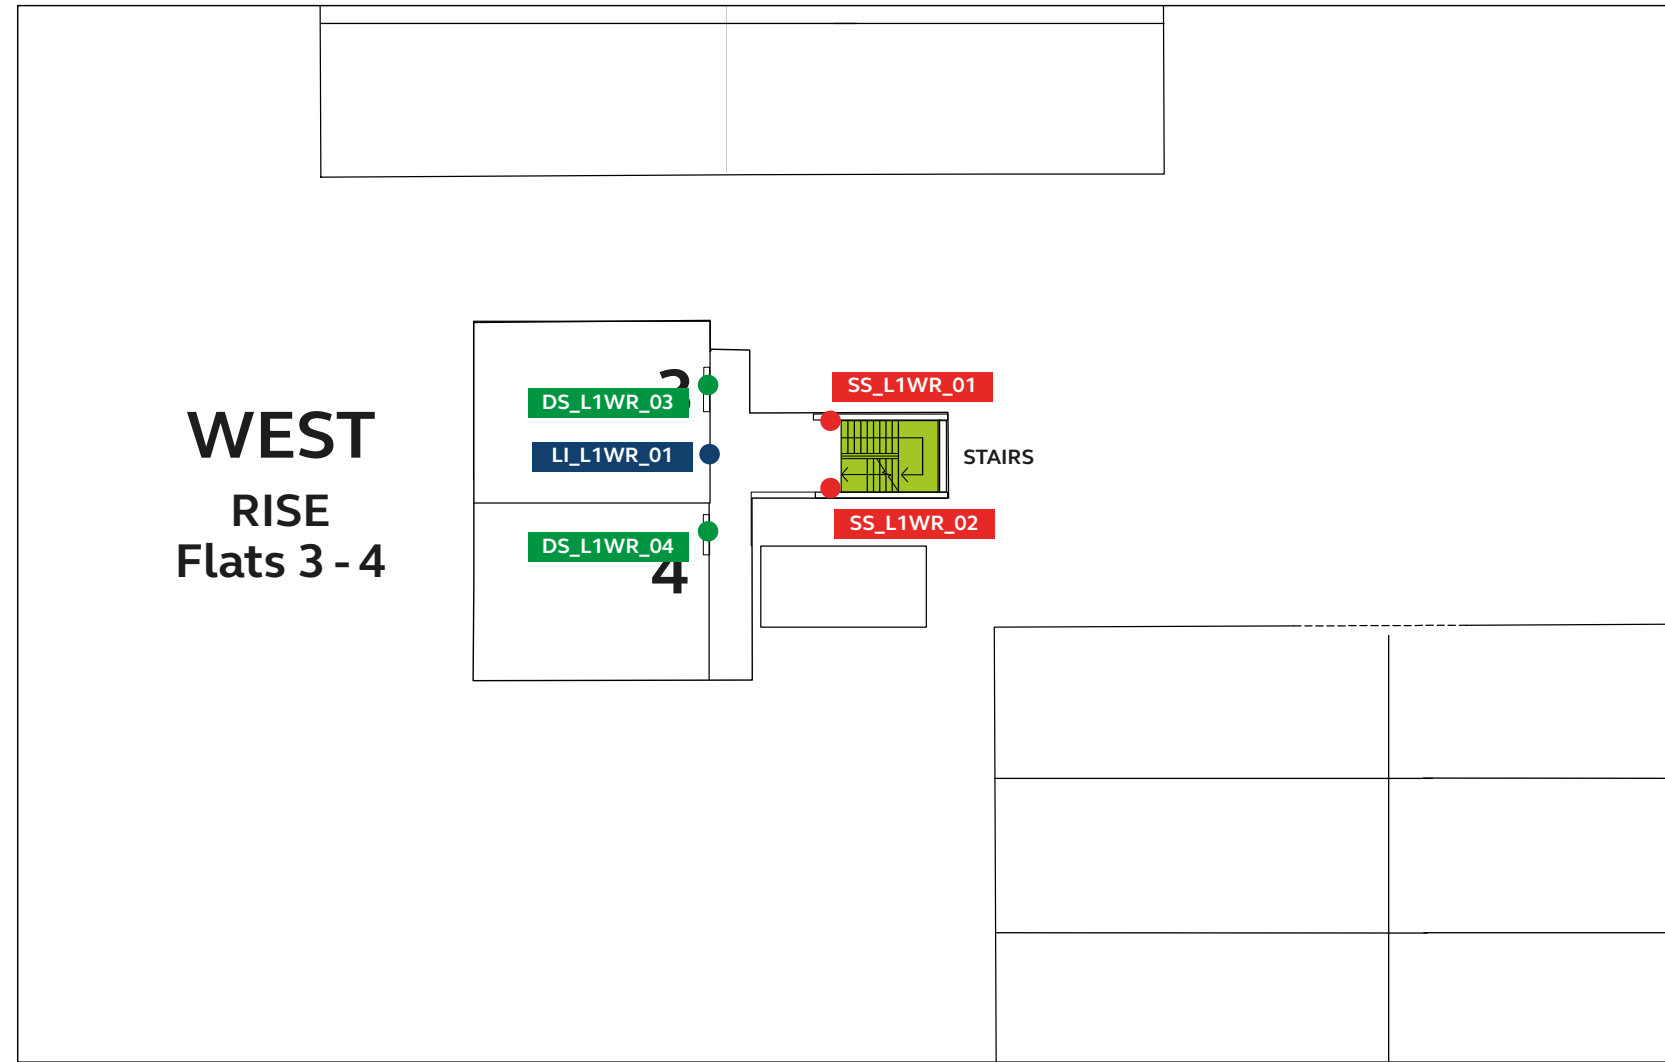 WEST
RISE
Flats 3 - 4
3
DS_L1WR_03
LI_L1WR_01
DS_L1WR_04
4
SS_L1WR_01
STAIRS
SS_L1WR_02